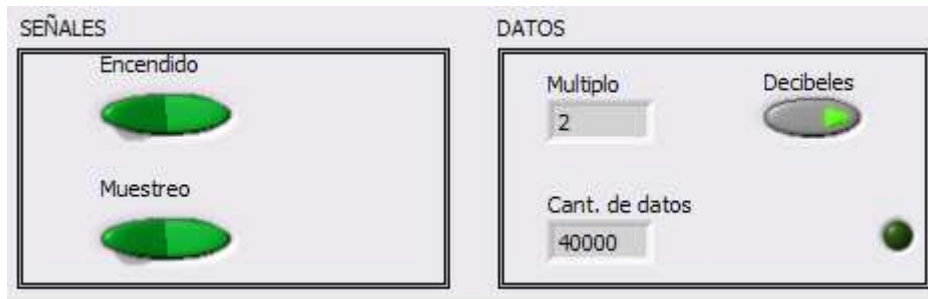 SEÑALES
Encendido
Muestreo
DATOS
Multiplo
2
Decibeles
Cant. de datos
40000